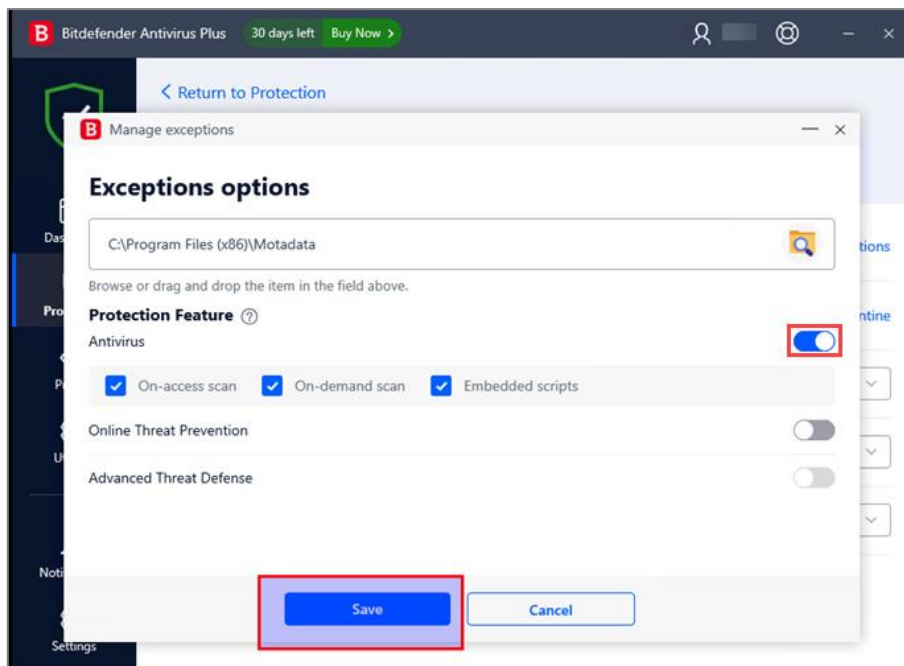 B Bitdefender Antivirus Plus 30 days left Buy Now >
< Return to Protection
B Manage exceptions
Exceptions options
C:\Program Files (x86)\Motadata
Browse or drag and drop the item in the field above.
Protection Feature ?
Antivirus
On-access scan On-demand scan Embedded scripts
Online Threat Prevention
Advanced Threat Defense
Save Cancel
Settings